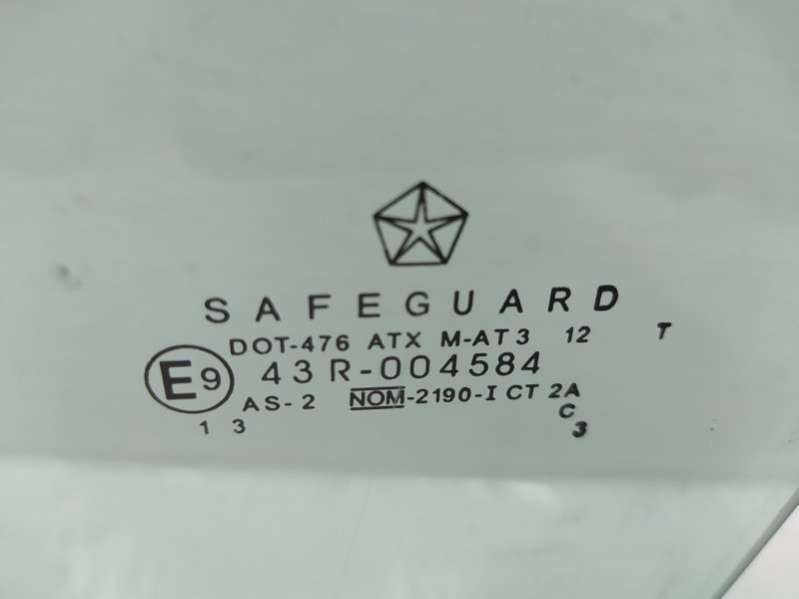 SAFEGUARD
DOT-476 ATX M-AT3 12 T
E9 43R-004584
AS-2 NOM-2190-I CT 2A
1 3 C
3